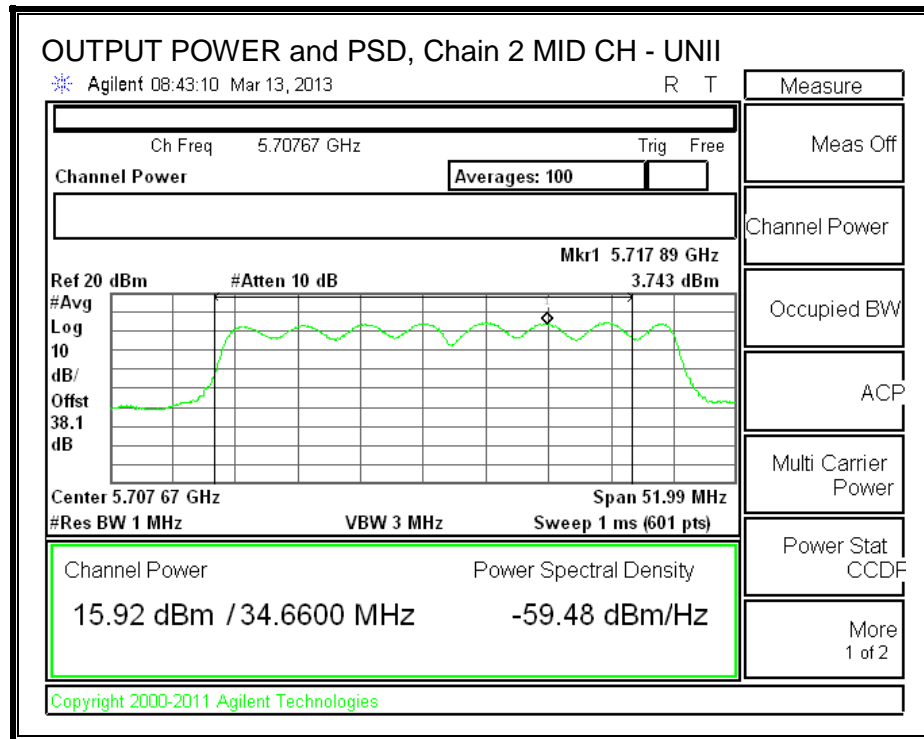 OUTPUT POWER and PSD, Chain 2 MID CH - UNII
Agilent 08:43:10 Mar 13, 2013 R T
Measure
Ch Freq 5.70767 GHz Trig Free
Meas Off
Channel Power Averages: 100
Channel Power
Mkr1 5.717 89 GHz
Ref 20 dBm #Atten 10 dB 3.743 dBm
#Avg
Log
10
dB/
Offst
38.1
dB
Occupied BW
ACP
Multi Carrier
Power
Center 5.707 67 GHz Span 51.99 MHz
#Res BW 1 MHz VBW 3 MHz Sweep 1 ms (601 pts)
Power Stat
CCDF
Channel Power Power Spectral Density
15.92 dBm / 34.6600 MHz -59.48 dBm/Hz
More
1 of 2
Copyright 2000-2011 Agilent Technologies